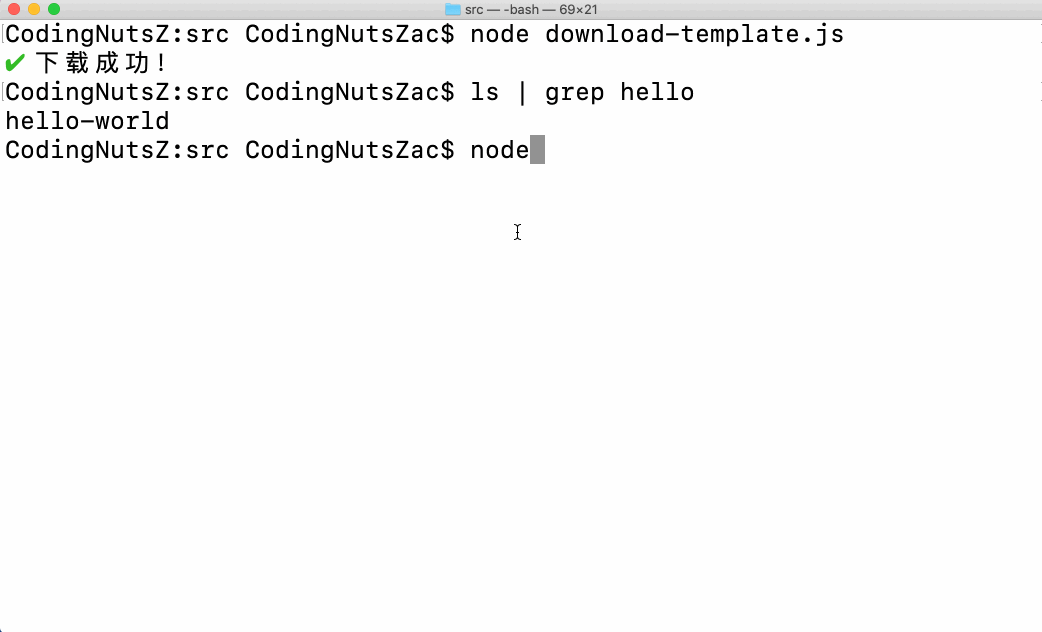 src — -bash — 69×21
CodingNutsZ:src CodingNutsZac$ node download-template.js
✔ 下载成功!
CodingNutsZ:src CodingNutsZac$ ls | grep hello
hello-world
CodingNutsZ:src CodingNutsZac$ node